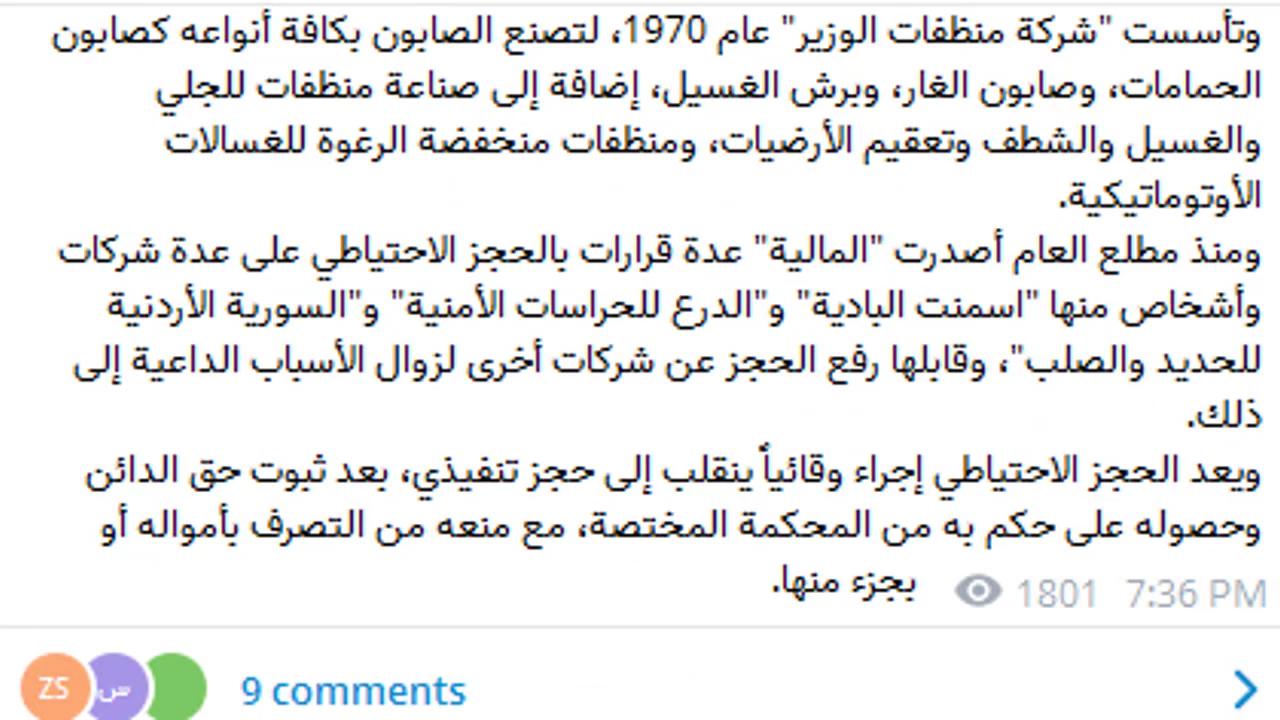 وتأسست "شركة منظفات الوزير" عام 1970، لتصنع الصابون بكافة أنواعه كصابون
الحمامات، وصابون الغار، وبرش الغسيل، إضافة إلى صناعة منظفات للجلي
والغسيل والشطف وتعقيم الأرضيات، ومنظفات منخفضة الرغوة للغسالات
الأوتوماتيكية.
ومنذ مطلع العام أصدرت "المالية" عدة قرارات بالحجز الاحتياطي على عدة شركات
وأشخاص منها "اسمنت البادية" و"الدرع للحراسات الأمنية" و"السورية الأردنية
للحديد والصلب"، وقابلها رفع الحجز عن شركات أخرى لزوال الأسباب الداعية إلى
ذلك.
ويعد الحجز الاحتياطي إجراء وقائياً ينقلب إلى حجز تنفيذي، بعد ثبوت حق الدائن
وحصوله على حكم به من المحكمة المختصة، مع منعه من التصرف بأمواله أو
بجزء منها.
1801 7:36 PM
ZS س 9 comments